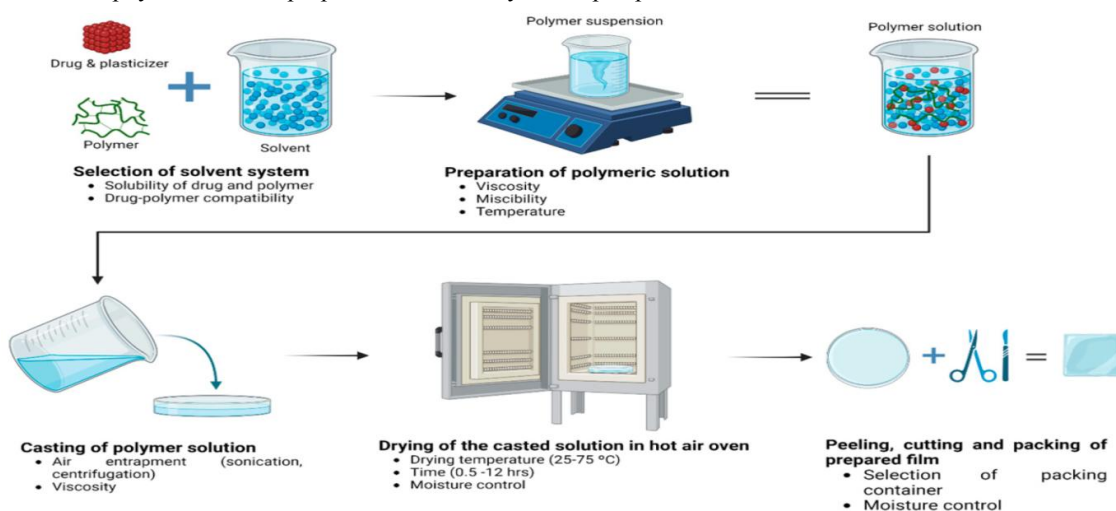 Polymer suspension
Polymer solution
Drug & plasticizer
Polymer
Solvent
Selection of solvent system
• Solubility of drug and polymer
• Drug-polymer compatibility
Preparation of polymeric solution
• Viscosity
• Miscibility
• Temperature
Casting of polymer solution
• Air entrapment (sonication,
centrifugation)
• Viscosity
Drying of the casted solution in hot air oven
• Drying temperature (25-75 ºC)
• Time (0.5 -12 hrs)
• Moisture control
Peeling, cutting and packing of
prepared film
• Selection of packing
container
• Moisture control